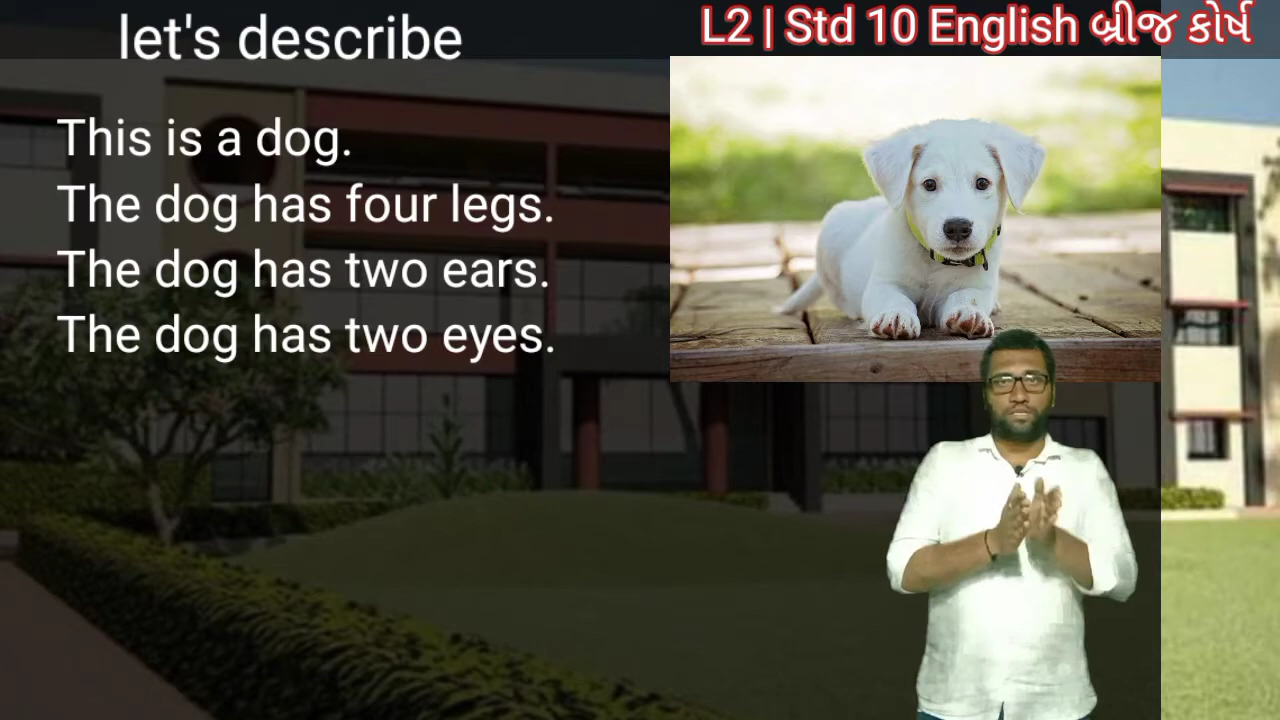 let's describe
L2 | Std 10 English બ્રીજ કોર્ષ
This is a dog.
The dog has four legs.
The dog has two ears.
The dog has two eyes.